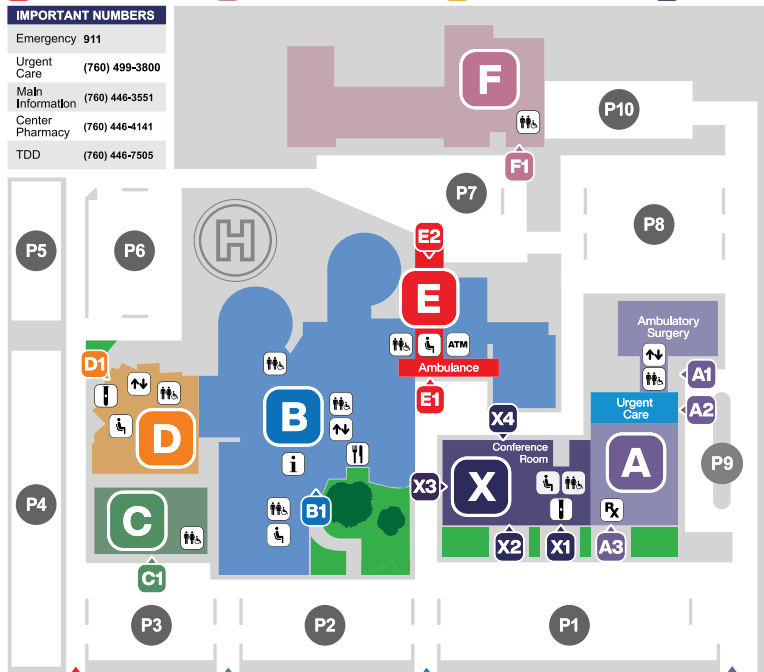 IMPORTANT NUMBERS
Emergency 911
Urgent
Care (760) 499-3800
Main
Information (760) 446-3551
Center
Pharmacy (760) 446-4141
TDD (760) 446-7505
F
P10
F1
P7
P8
P5
P6
H
E2
E
ATM
Ambulance
E1
Ambulatory
Surgery
A1
Urgent
Care
A2
D1
D
B
i
B1
X4
Conference
Room
X3
X
A
Rx
P9
P4
C
C1
X2
X1
A3
P3
P2
P1